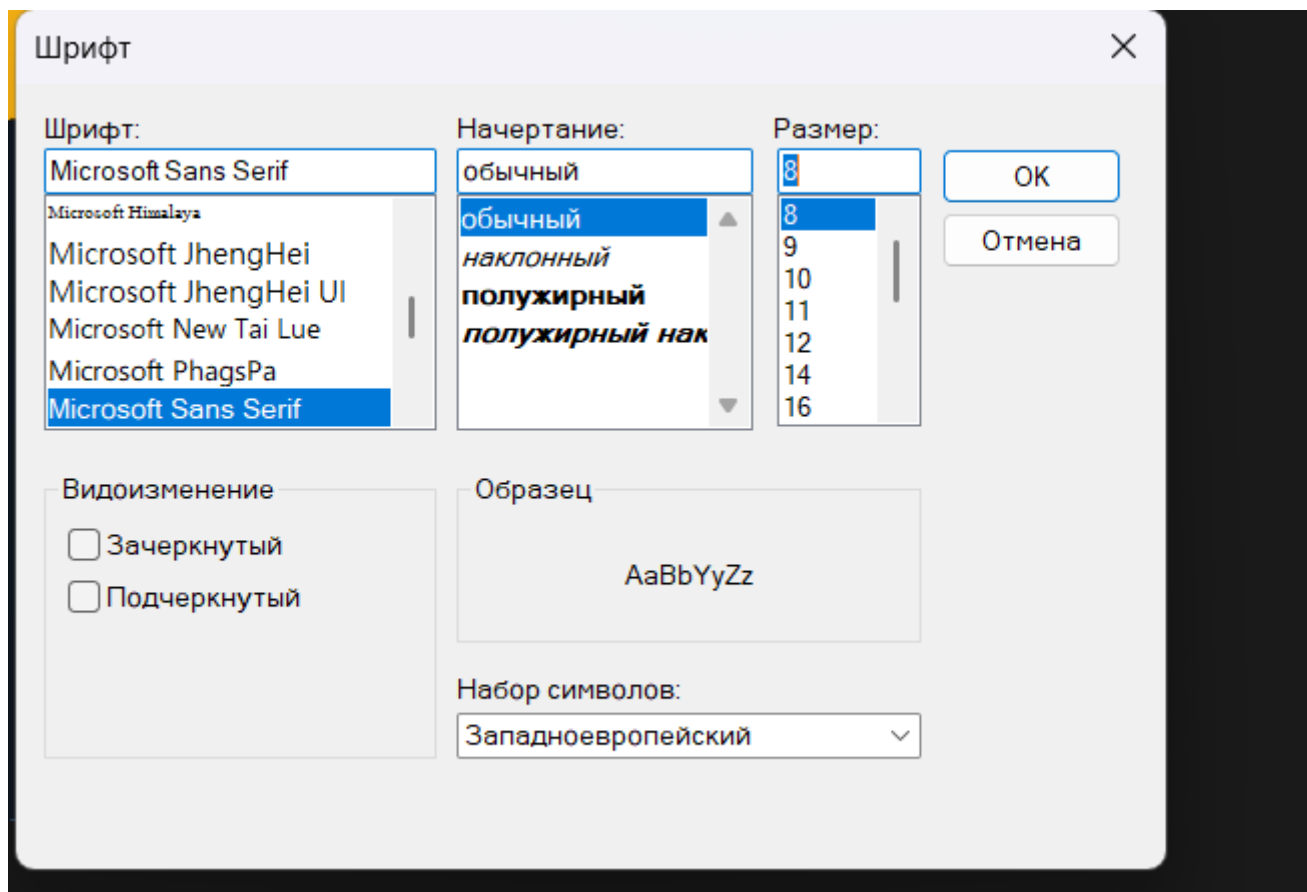 Шрифт
Шрифт:
Microsoft Sans Serif
Microsoft Himalaya
Microsoft JhengHei
Microsoft JhengHei UI
Microsoft New Tai Lue
Microsoft PhagsPa
Microsoft Sans Serif
Начертание:
обычный
обычный
наклонный
полужирный
полужирный нак
Размер:
8
8
9
10
11
12
14
16
OK
Отмена
Видоизменение
Зачеркнутый
Подчеркнутый
Образец
AaBbYyZz
Набор символов:
Западноевропейский